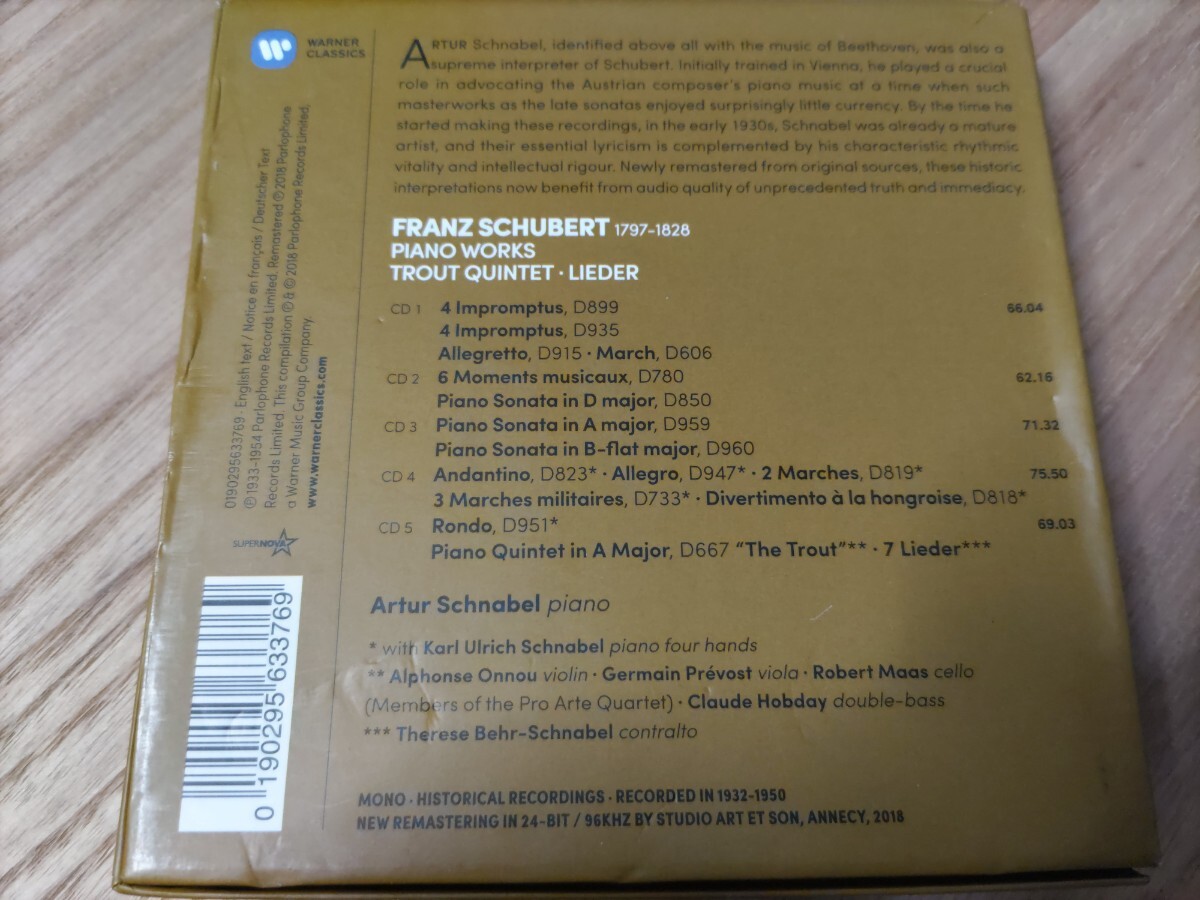 WARNER
CLASSICS
ARTUR Schnabel, identified above all with the music of Beethoven, was also a
supreme interpreter of Schubert. Initially trained in Vienna, he played a crucial
role in advocating the Austrian composer's piano music at a time when such
masterworks as the late sonatas enjoyed surprisingly little currency. By the time he
started making these recordings, in the early 1930s, Schnabel was already a mature
artist, and their essential lyricism is complemented by his characteristic rhythmic
vitality and intellectual rigour. Newly remastered from original sources, these historic
interpretations now benefit from audio quality of unprecedented truth and immediacy.
FRANZ SCHUBERT 1797-1828
PIANO WORKS
TROUT QUINTET · LIEDER
CD 1 4 Impromptus, D899 66.04
4 Impromptus, D935
Allegretto, D915 · March, D606
CD 2 6 Moments musicaux, D780 62.16
Piano Sonata in D major, D850
CD 3 Piano Sonata in A major, D959 71.32
Piano Sonata in B-flat major, D960
CD 4 Andantino, D823* · Allegro, D947* · 2 Marches, D819* 75.50
3 Marches militaires, D733* · Divertimento à la hongroise, D818*
CD 5 Rondo, D951* 69.03
Piano Quintet in A Major, D667 “The Trout”** · 7 Lieder***
Artur Schnabel piano
* with Karl Ulrich Schnabel piano four hands
** Alphonse Onnou violin · Germain Prévost viola · Robert Maas cello
(Members of the Pro Arte Quartet) · Claude Hobday double-bass
*** Therese Behr-Schnabel contralto
MONO · HISTORICAL RECORDINGS · RECORDED IN 1932-1950
NEW REMASTERING IN 24-BIT / 96KHZ BY STUDIO ART ET SON, ANNECY, 2018
0190295633769 · English text / Notice en français / Deutscher Text
℗ 1933-1954 Parlophone Records Limited. Remastered ℗ 2018 Parlophone
Records Limited. This compilation ℗ & © 2018 Parlophone Records Limited,
a Warner Music Group Company.
www.warnerclassics.com
SUPERNOVA
0 190295 633769